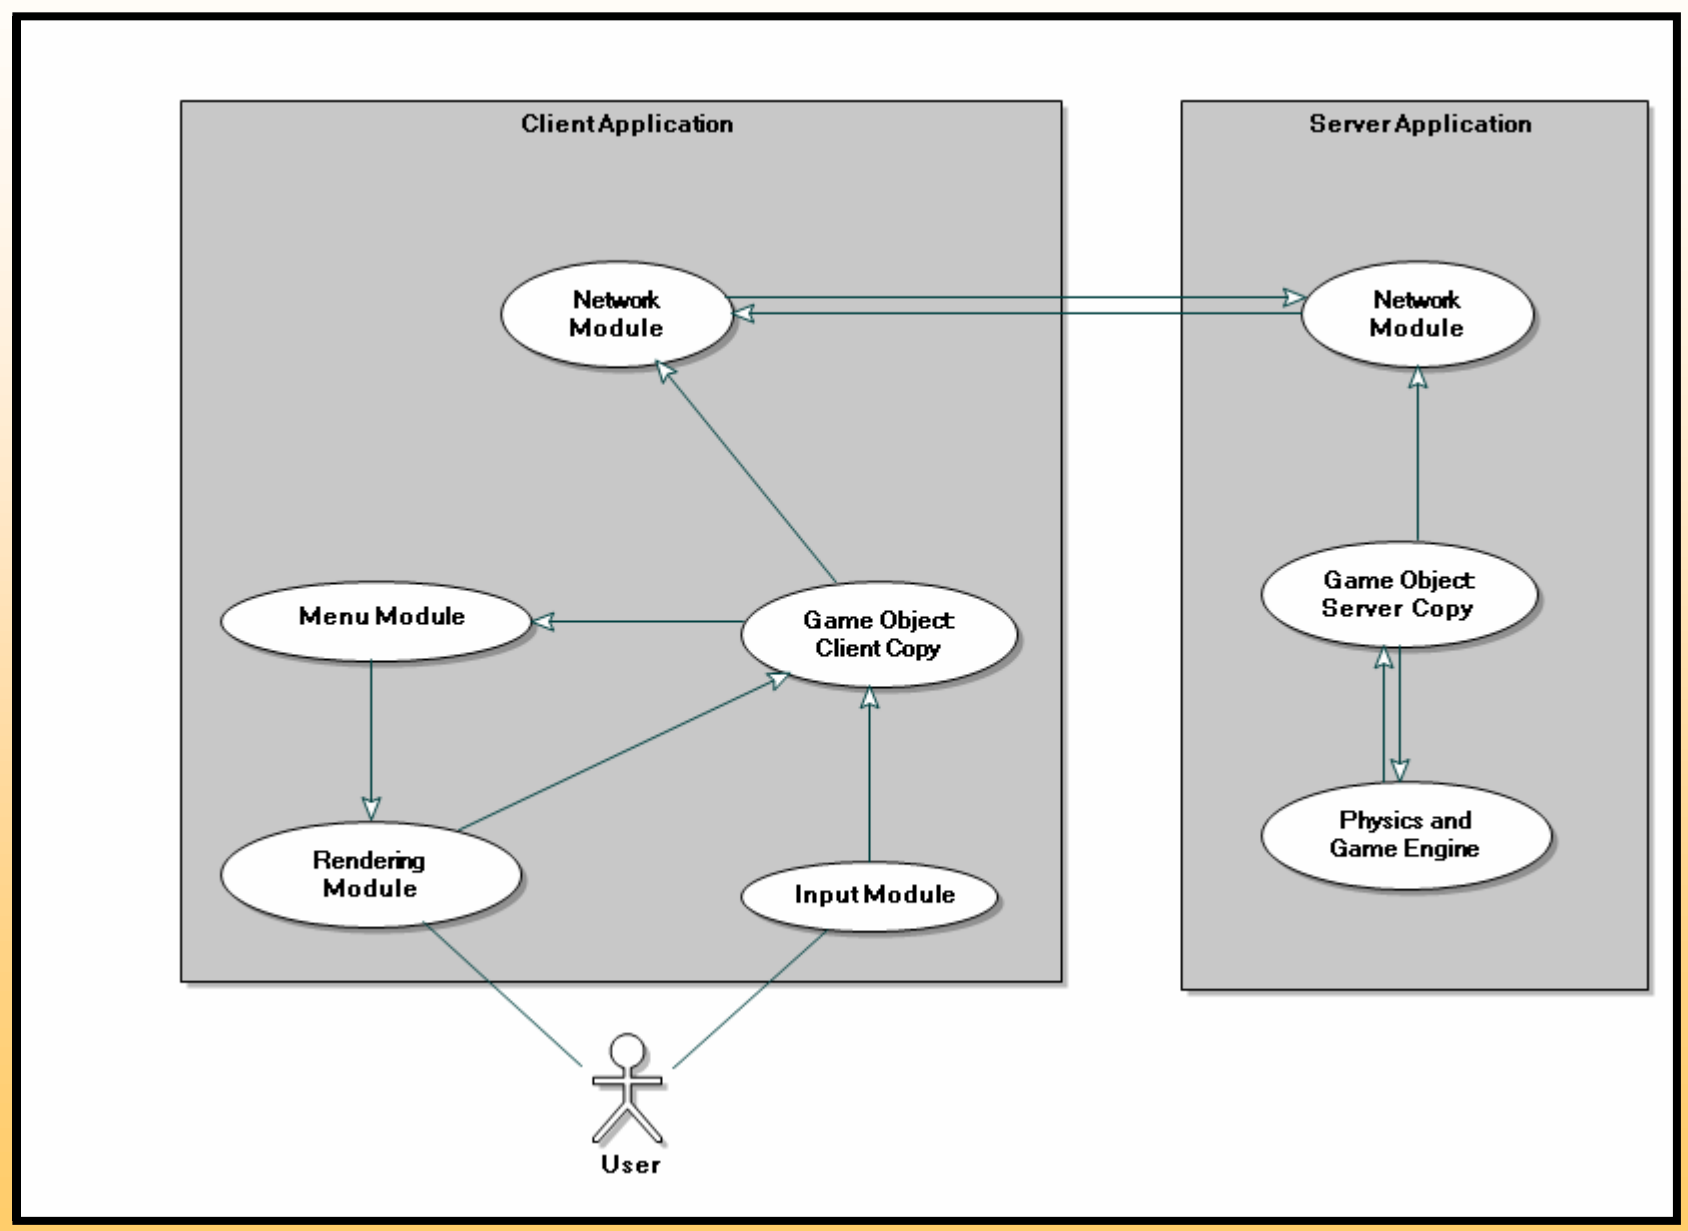 Client Application
Server Application
Network
Module
Network
Module
Game Object
Server Copy
Menu Module
Game Object
Client Copy
Physics and
Game Engine
Rendering
Module
Input Module
User